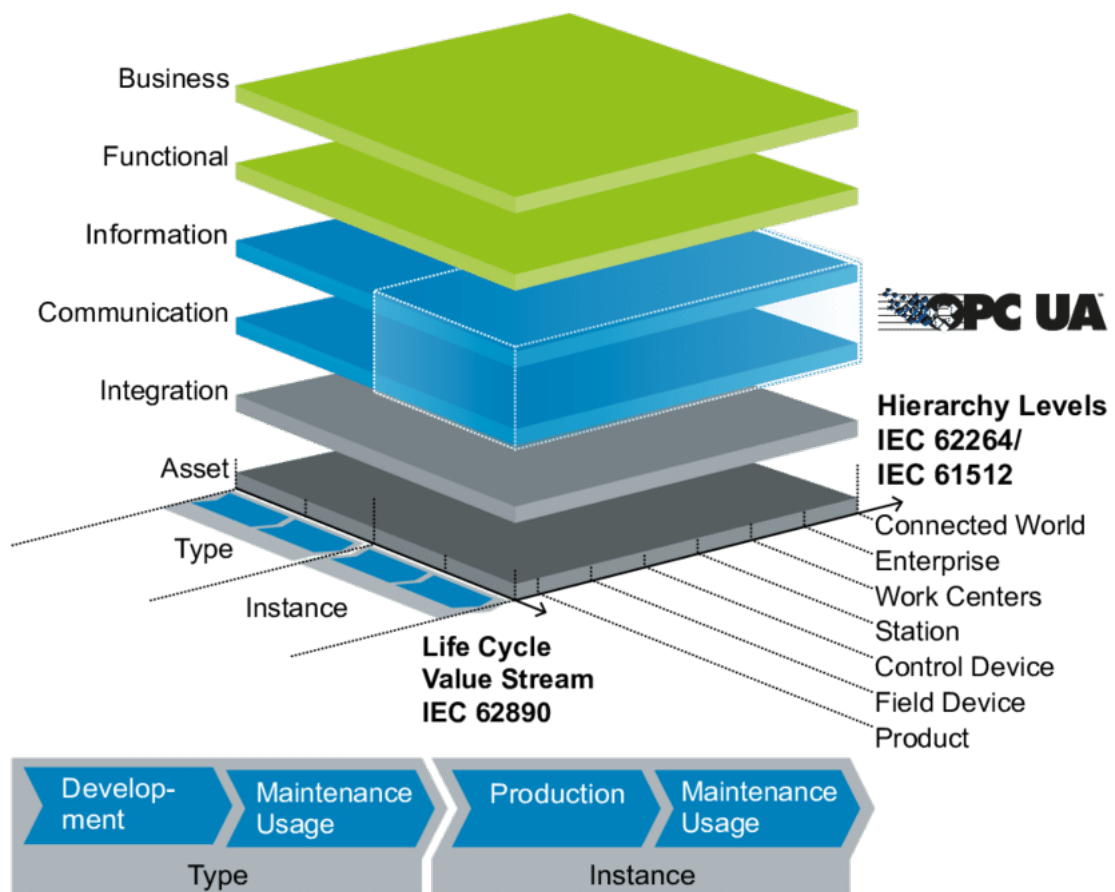 Business
Functional
Information
Communication
Integration
Asset
OPC UA
Hierarchy Levels
IEC 62264/
IEC 61512
Connected World
Enterprise
Work Centers
Station
Control Device
Field Device
Product
Type
Instance
Life Cycle
Value Stream
IEC 62890
Develop-
ment
Maintenance
Usage
Production
Maintenance
Usage
Type
Instance